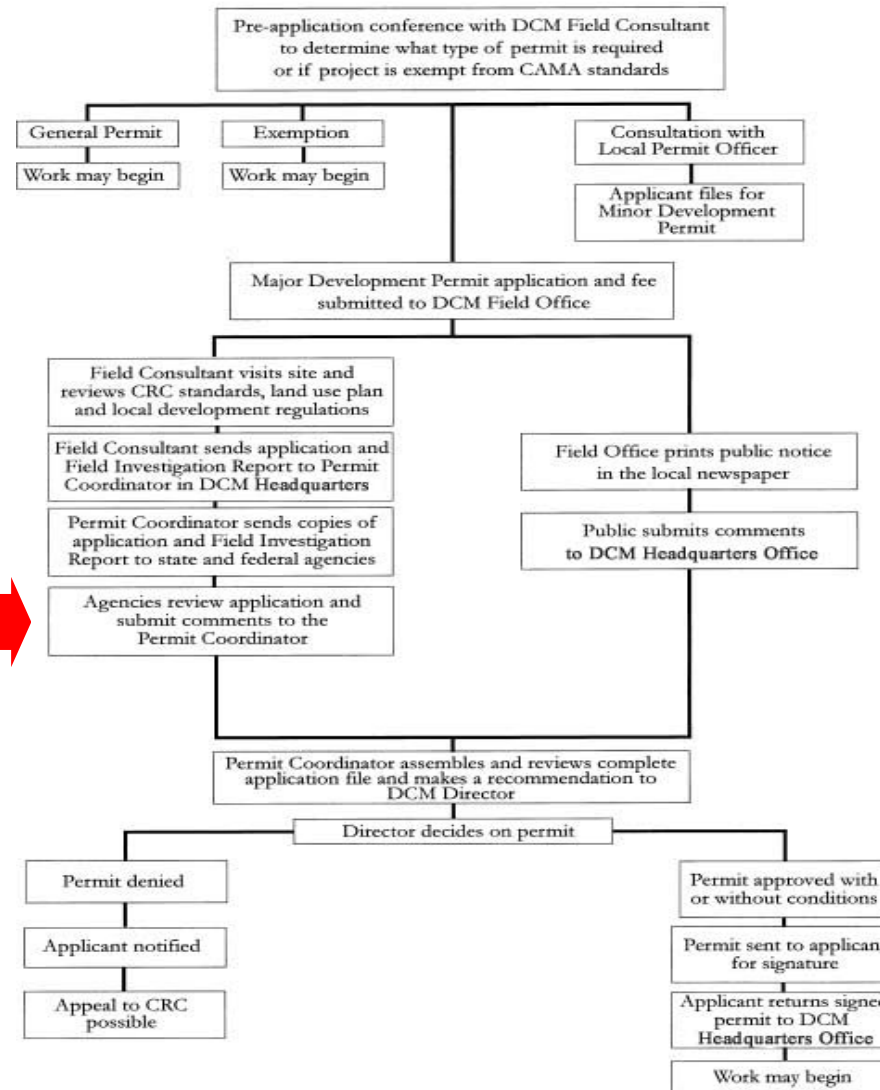 Pre-application conference with DCM Field Consultant
to determine what type of permit is required
or if project is exempt from CAMA standards
General Permit
Work may begin
Exemption
Work may begin
Consultation with
Local Permit Officer
Applicant files for
Minor Development
Permit
Major Development Permit application and fee
submitted to DCM Field Office
Field Consultant visits site and
reviews CRC standards, land use plan
and local development regulations
Field Consultant sends application and
Field Investigation Report to Permit
Coordinator in DCM Headquarters
Permit Coordinator sends copies of
application and Field Investigation
Report to state and federal agencies
Agencies review application and
submit comments to the
Permit Coordinator
Field Office prints public notice
in the local newspaper
Public submits comments
to DCM Headquarters Office
Permit Coordinator assembles and reviews complete
application file and makes a recommendation to
DCM Director
Director decides on permit
Permit denied
Applicant notified
Appeal to CRC
possible
Permit approved with
or without conditions
Permit sent to applican
for signature
Applicant returns signe
permit to DCM
Headquarters Office
Work may begin